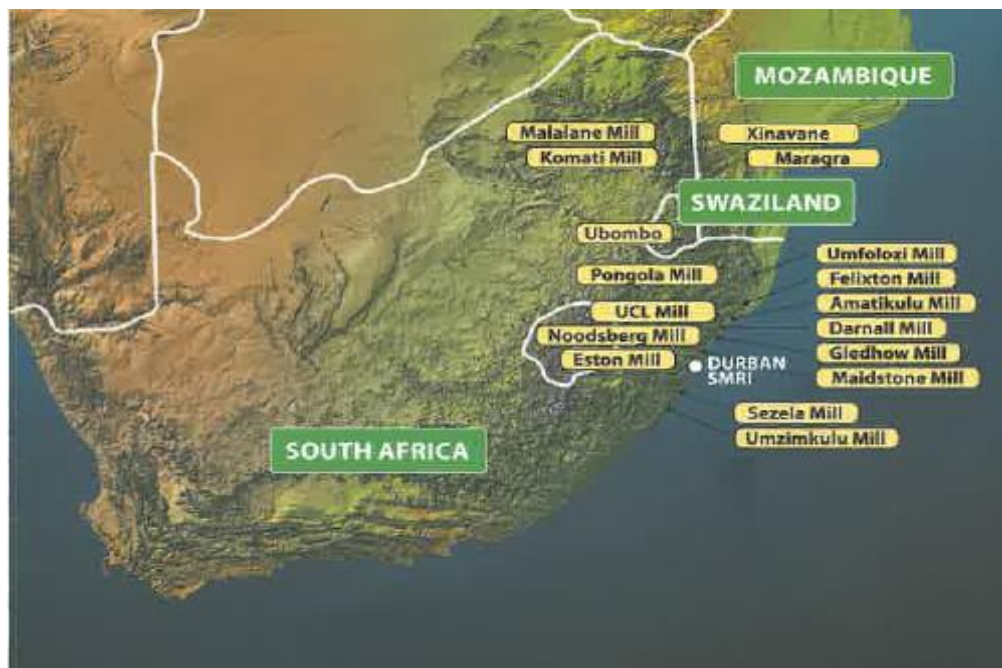 MOZAMBIQUE
Malalane Mill
Xinavane
Komati Mill
Maragra
SWAZILAND
Ubombo
Umfolozi Mill
Pongola Mill
Felixton Mill
Amatikulu Mill
UCL Mill
Darnall Mill
Noodsberg Mill
Gledhow Mill
Eston Mill
DURBAN
SMRI
Maidstone Mill
Sezela Mill
Umzimkulu Mill
SOUTH AFRICA